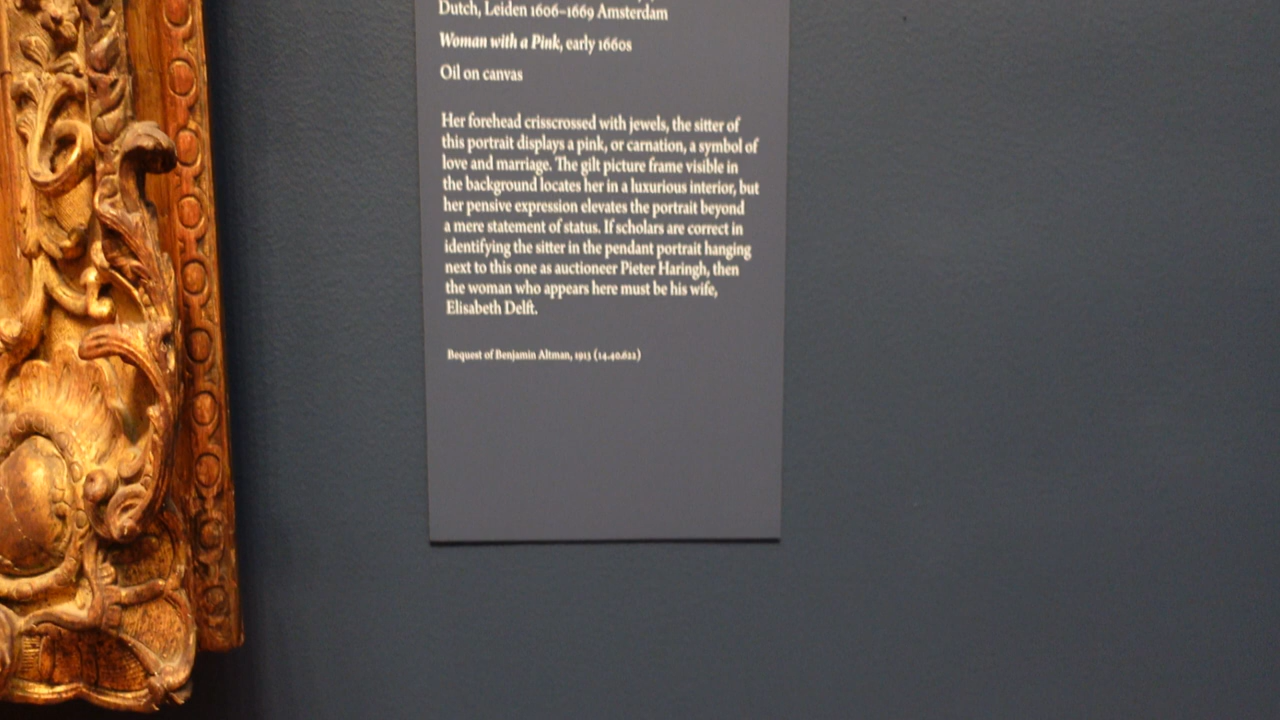 Dutch, Leiden 1606–1669 Amsterdam
Woman with a Pink, early 1660s
Oil on canvas
Her forehead crisscrossed with jewels, the sitter of
this portrait displays a pink, or carnation, a symbol of
love and marriage. The gilt picture frame visible in
the background locates her in a luxurious interior, but
her pensive expression elevates the portrait beyond
a mere statement of status. If scholars are correct in
identifying the sitter in the pendant portrait hanging
next to this one as auctioneer Pieter Haringh, then
the woman who appears here must be his wife,
Elisabeth Delft.
Bequest of Benjamin Altman, 1913 (14.40.622)